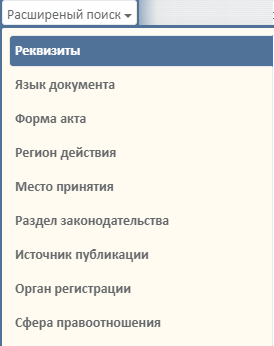 Расширеный поиск
Реквизиты
Язык документа
Форма акта
Регион действия
Место принятия
Раздел законодательства
Источник публикации
Орган регистрации
Сфера правоотношения